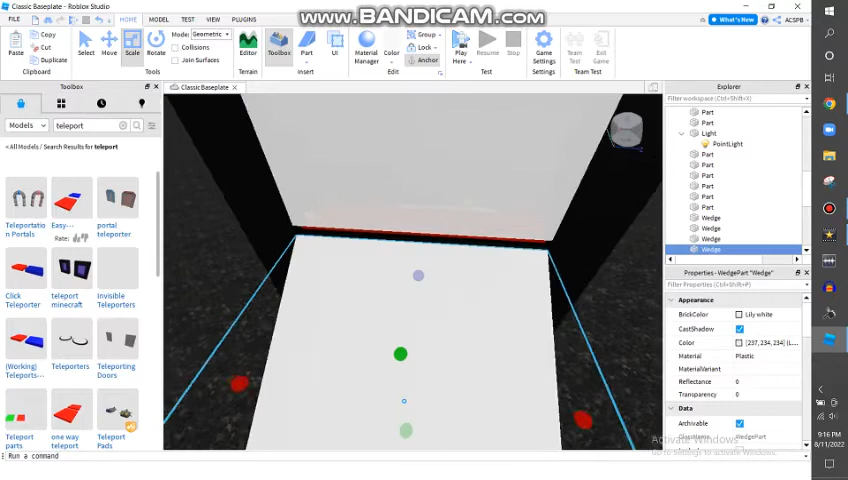 Classic Baseplate - Roblox Studio
www.BANDICAM.com
FILE
HOME MODEL TEST VIEW PLUGINS
What's New ACSPB
Copy
Cut
Duplicate
Paste
Clipboard
Select Move Scale Rotate
Mode: Geometric
Collisions
Join Surfaces
Tools
Editor
Terrain
Toolbox Part UI
Insert
Material Manager
Color
Group
Lock
Anchor
Edit
Play Here
Resume Stop
Test
Game Settings
Settings
Team Test
Exit Game
Team Test
Toolbox
Models
teleport
All Models / Search Results for teleport
Teleportation Portals
Easy---
Rate:
portal teleporter
Click Teleporter
teleport minecraft
Invisible Teleporters
(Working) Teleports---
Teleporters
Teleporting Doors
Teleport parts
one way teleport
Teleport Pads
Run a command
Classic Baseplate
Explorer
Filter workspace (Ctrl+Shift+X)
Part
Part
Light
PointLight
Part
Part
Part
Part
Part
Part
Wedge
Wedge
Wedge
Wedge
Properties - WedgePart "Wedge"
Filter Properties (Ctrl+Shift+P)
Appearance
BrickColor Lily white
CastShadow
Color [237, 234, 234] (L...
Material Plastic
MaterialVariant
Reflectance 0
Transparency 0
Data
Archivable
ClassName WedgePart
Activate Windows
Go to Settings to activate Windows.
9:16 PM
8/11/2022